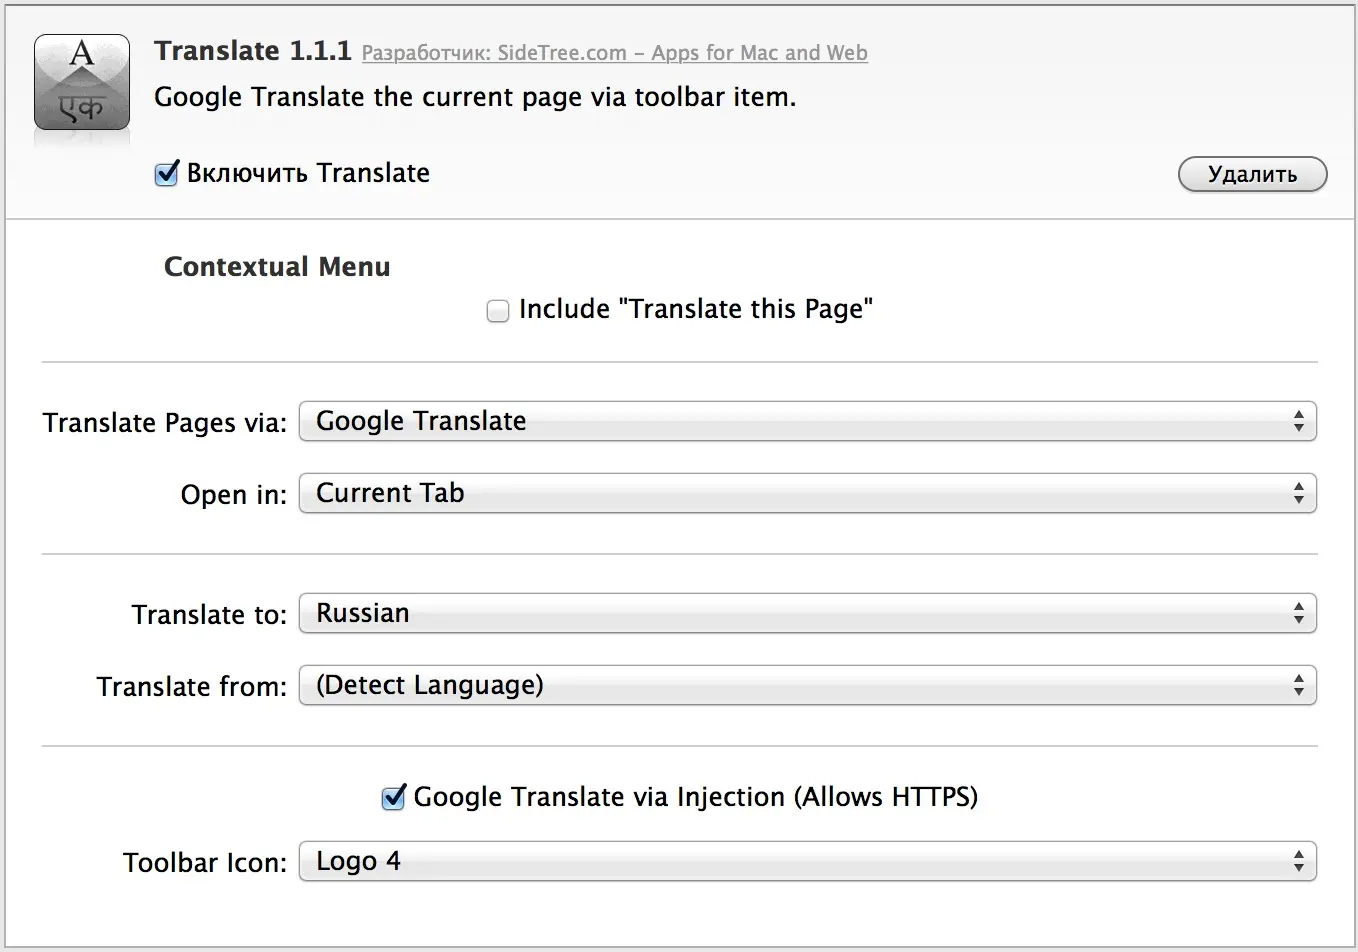 A
एक
Translate 1.1.1 Разработчик: SideTree.com – Apps for Mac and Web
Google Translate the current page via toolbar item.
Включить Translate
Удалить
Contextual Menu
Include "Translate this Page"
Translate Pages via: Google Translate
Open in: Current Tab
Translate to: Russian
Translate from: (Detect Language)
Google Translate via Injection (Allows HTTPS)
Toolbar Icon: Logo 4